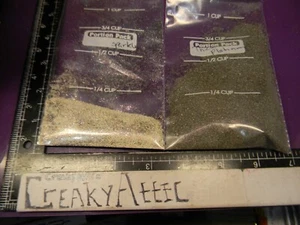 1 CUP
3/4 CUP
Portion Pack
Sparkle
1/2 CUP
1/4 CUP
1 CUP
3/4 CUP
Portion Pack
1/2 CUP
1/4 CUP
CREAKYATTIC